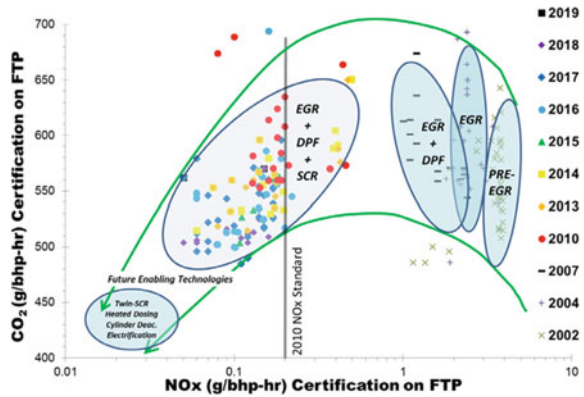 CO2 (g/bhp-hr) Certification on FTP
700
650
600
550
500
450
400
0.01
0.1
1
10
NOx (g/bhp-hr) Certification on FTP
EGR
+
DPF
+
SCR
EGR
+
DPF
EGR
PRE-
EGR
Future Enabling Technologies
Twin-SCR
Heated Dosing
Cylinder Deac.
Electrification
2010 NOx Standard
2019
2018
2017
2016
2015
2014
2013
2010
2007
2004
2002